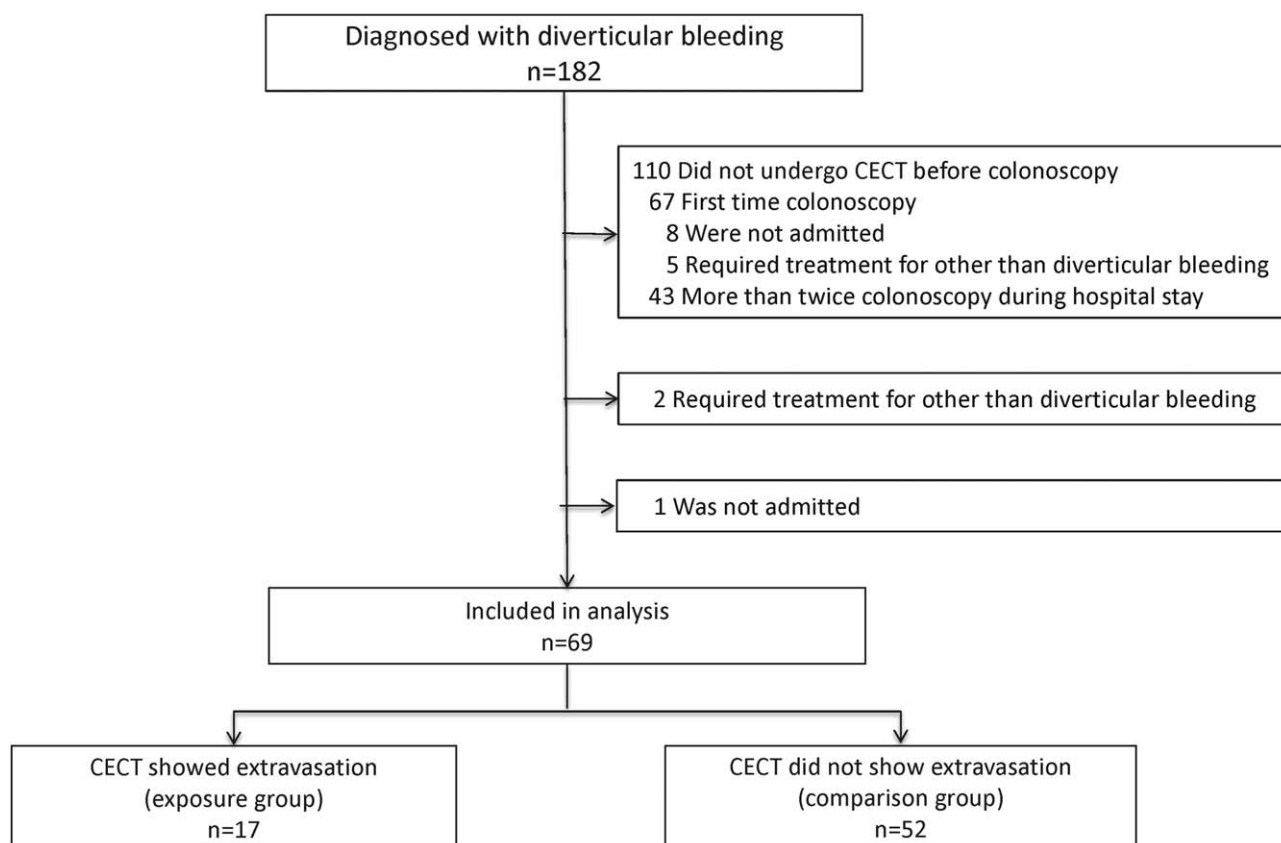 Diagnosed with diverticular bleeding
n=182
110 Did not undergo CECT before colonoscopy
67 First time colonoscopy
8 Were not admitted
5 Required treatment for other than diverticular bleeding
43 More than twice colonoscopy during hospital stay
2 Required treatment for other than diverticular bleeding
1 Was not admitted
Included in analysis
n=69
CECT showed extravasation
(exposure group)
n=17
CECT did not show extravasation
(comparison group)
n=52